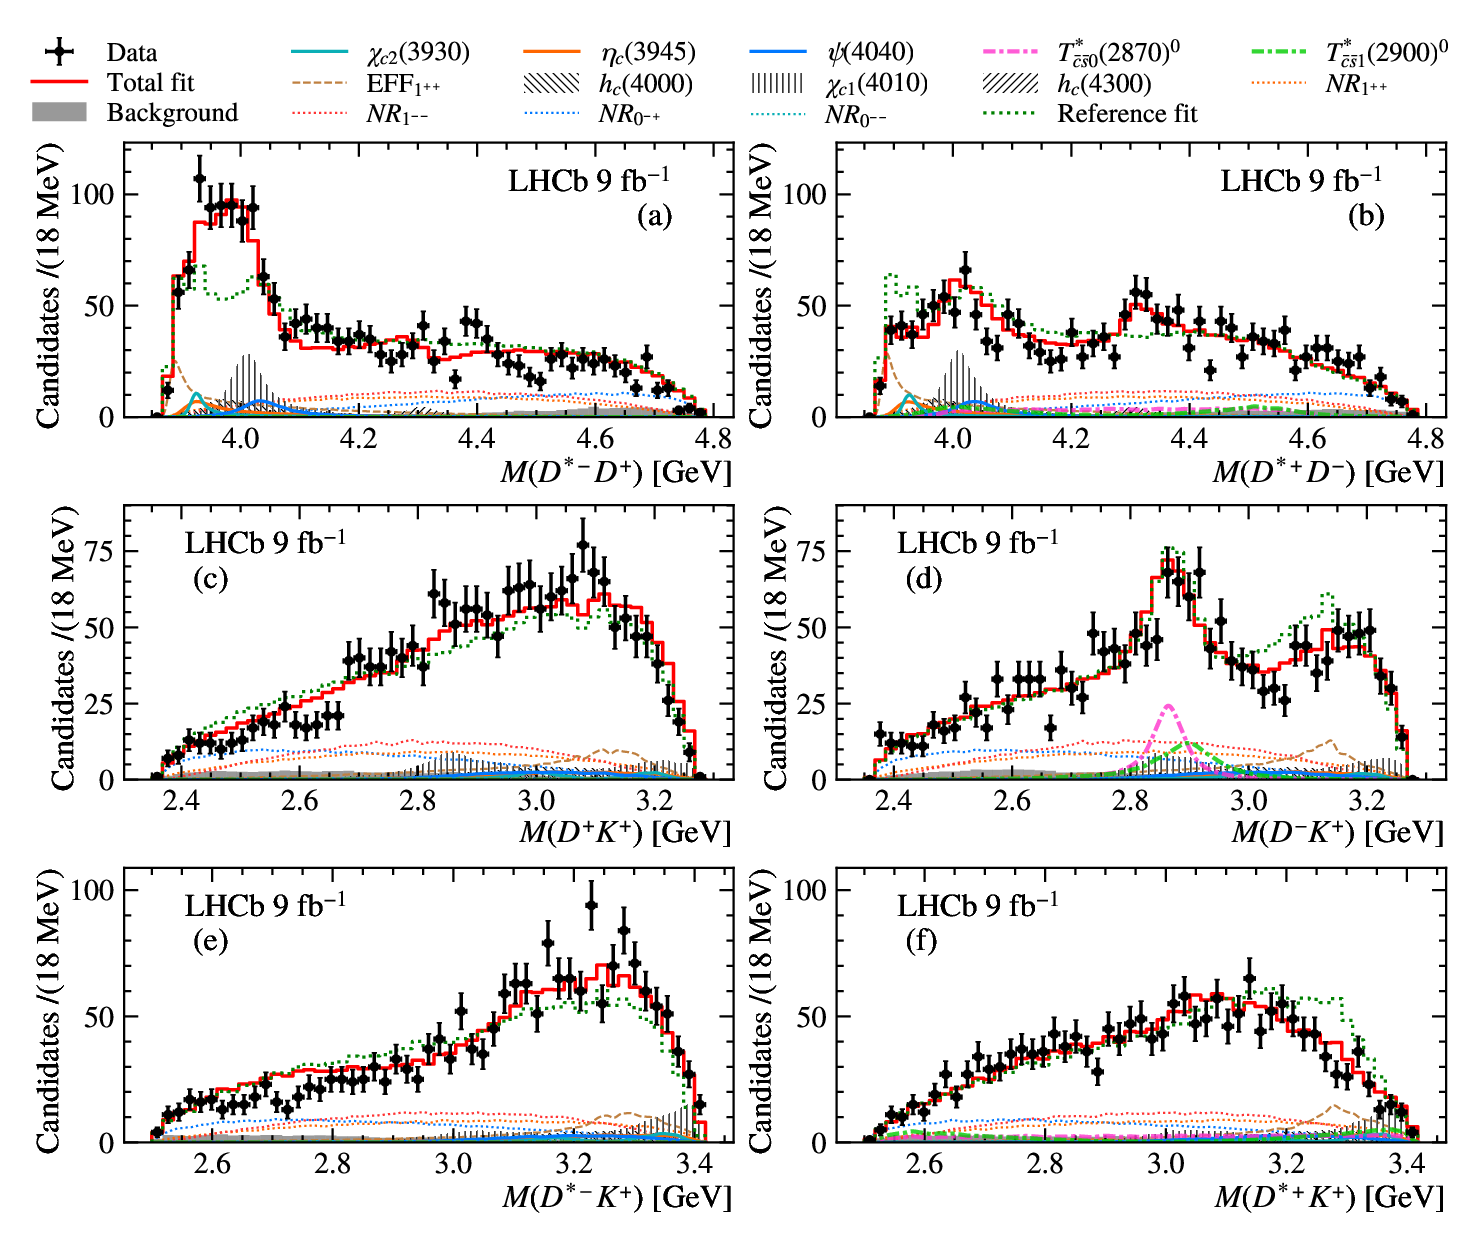 Data χc2(3930) ηc(3945) ψ(4040) T*c̄s̄0(2870)⁰ T*c̄s̄1(2900)⁰
Total fit EFF1++ hc(4000) χc1(4010) hc(4300) NR1++
Background NR1−− NR0−+ NR0−− Reference fit
Candidates /(18 MeV)
100
50
0
LHCb 9 fb⁻¹
(a)
4.0 4.2 4.4 4.6 4.8
M(D*⁻D⁺) [GeV]
Candidates /(18 MeV)
100
50
0
LHCb 9 fb⁻¹
(b)
4.0 4.2 4.4 4.6 4.8
M(D*⁺D⁻) [GeV]
Candidates /(18 MeV)
75
50
25
0
LHCb 9 fb⁻¹
(c)
2.4 2.6 2.8 3.0 3.2
M(D⁺K⁺) [GeV]
Candidates /(18 MeV)
75
50
25
0
LHCb 9 fb⁻¹
(d)
2.4 2.6 2.8 3.0 3.2
M(D⁻K⁺) [GeV]
Candidates /(18 MeV)
100
50
0
LHCb 9 fb⁻¹
(e)
2.6 2.8 3.0 3.2 3.4
M(D*⁻K⁺) [GeV]
Candidates /(18 MeV)
100
50
0
LHCb 9 fb⁻¹
(f)
2.6 2.8 3.0 3.2 3.4
M(D*⁺K⁺) [GeV]